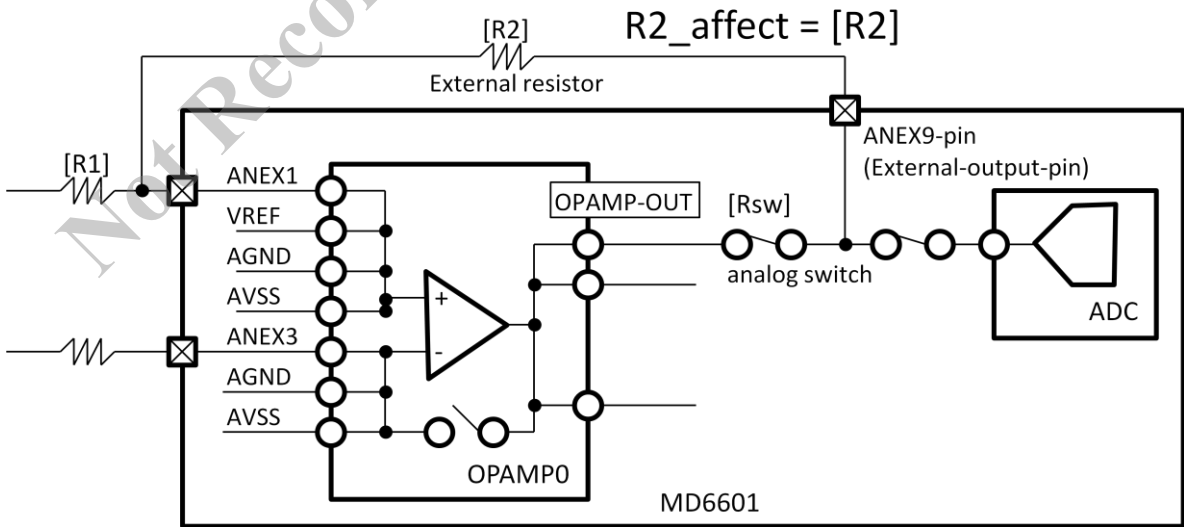 [R2]
R2_affect = [R2]
External resistor
Not Reco
ANEX9-pin
(External-output-pin)
[R1]
ANEX1
OPAMP-OUT
VREF
[Rsw]
AGND
analog switch
AVSS
+
ADC
ANEX3
-
AGND
AVSS
OPAMP0
MD6601